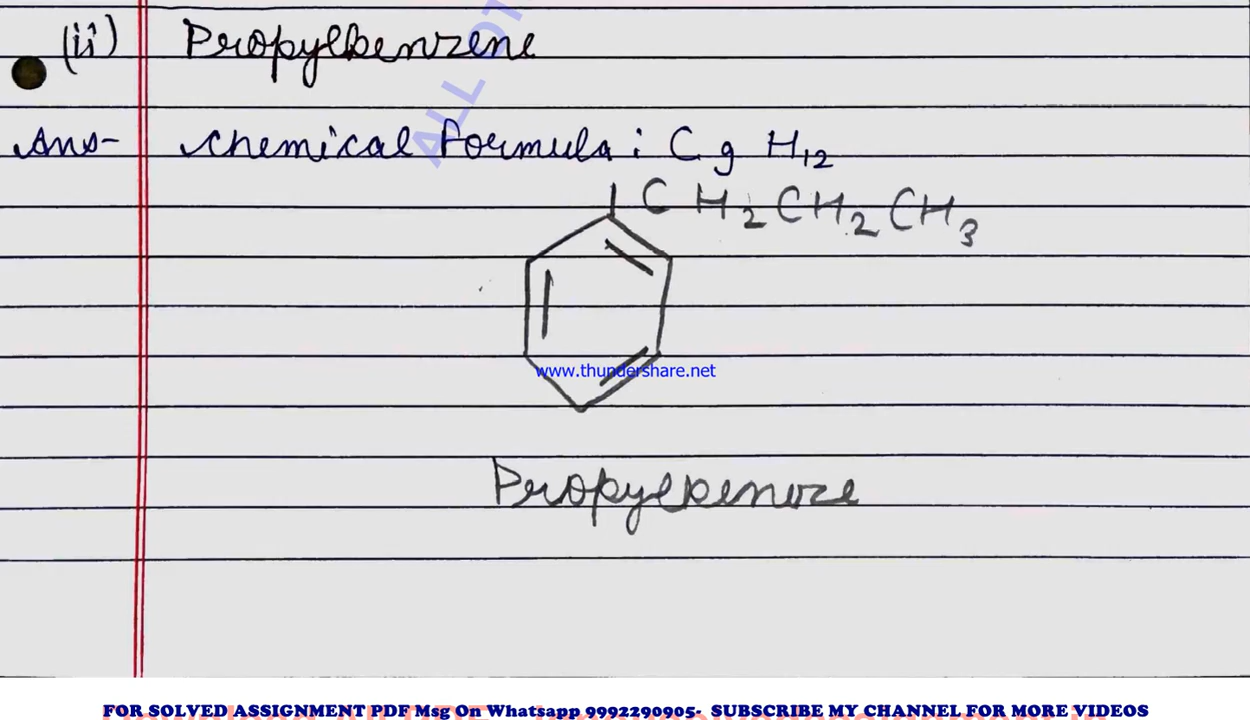 (ii) Propylbenzene
Ans- Chemical formula : C9 H12
CH2CH2CH3
www.thundershare.net
Propylbenzene
FOR SOLVED ASSIGNMENT PDF Msg On Whatsapp 9992290905- SUBSCRIBE MY CHANNEL FOR MORE VIDEOS